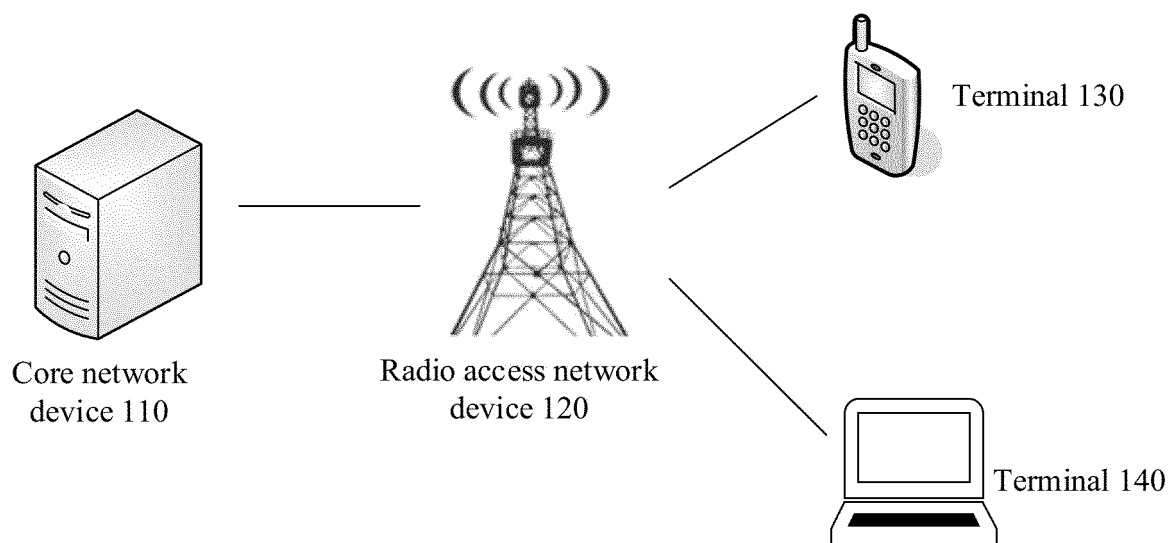 Terminal 130
Core network
device 110
Radio access network
device 120
Terminal 140